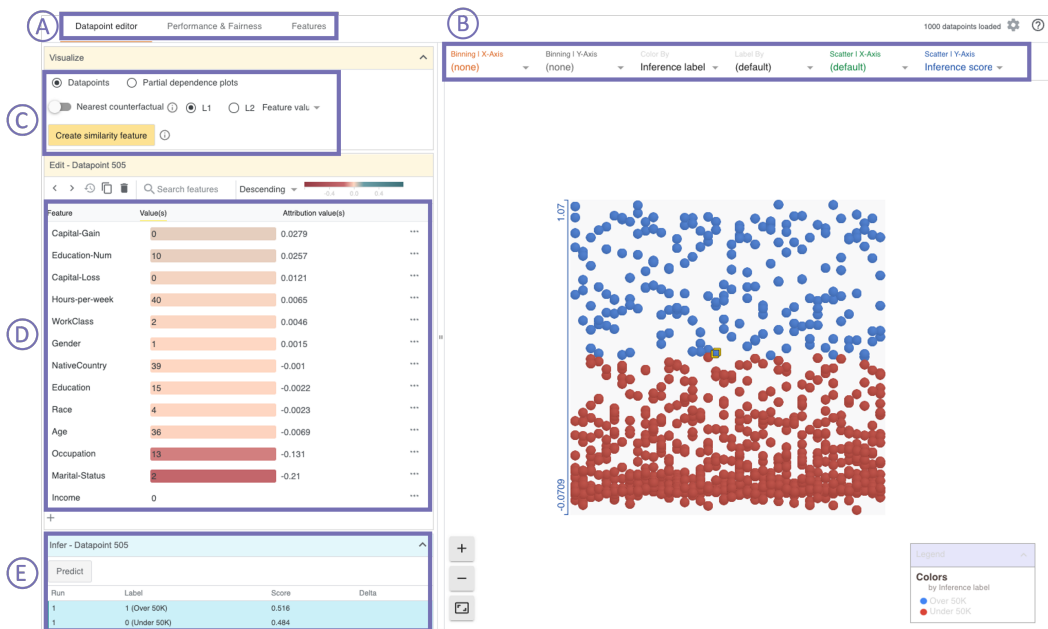 A
Datapoint editor Performance & Fairness Features
B
1000 datapoints loaded
Visualize
Binning | X-Axis Binning | Y-Axis Color By Label By Scatter | X-Axis Scatter | Y-Axis
(none) (none) Inference label (default) (default) Inference score
C
Datapoints Partial dependence plots
Nearest counterfactual L1 L2 Feature valu
Create similarity feature
Edit - Datapoint 505
Search features Descending
-0.4 0.0 0.4
D
Feature Value(s) Attribution value(s)
Capital-Gain 0 0.0279
Education-Num 10 0.0257
Capital-Loss 0 0.0121
Hours-per-week 40 0.0065
WorkClass 2 0.0046
Gender 1 0.0015
NativeCountry 39 -0.001
Education 15 -0.0022
Race 4 -0.0023
Age 36 -0.0069
Occupation 13 -0.131
Marital-Status 2 -0.21
Income 0
1.07
-0.0709
E
Infer - Datapoint 505
Predict
Run Label Score Delta
1 1 (Over 50K) 0.516
1 0 (Under 50K) 0.484
Legend
Colors
by Inference label
Over 50K
Under 50K